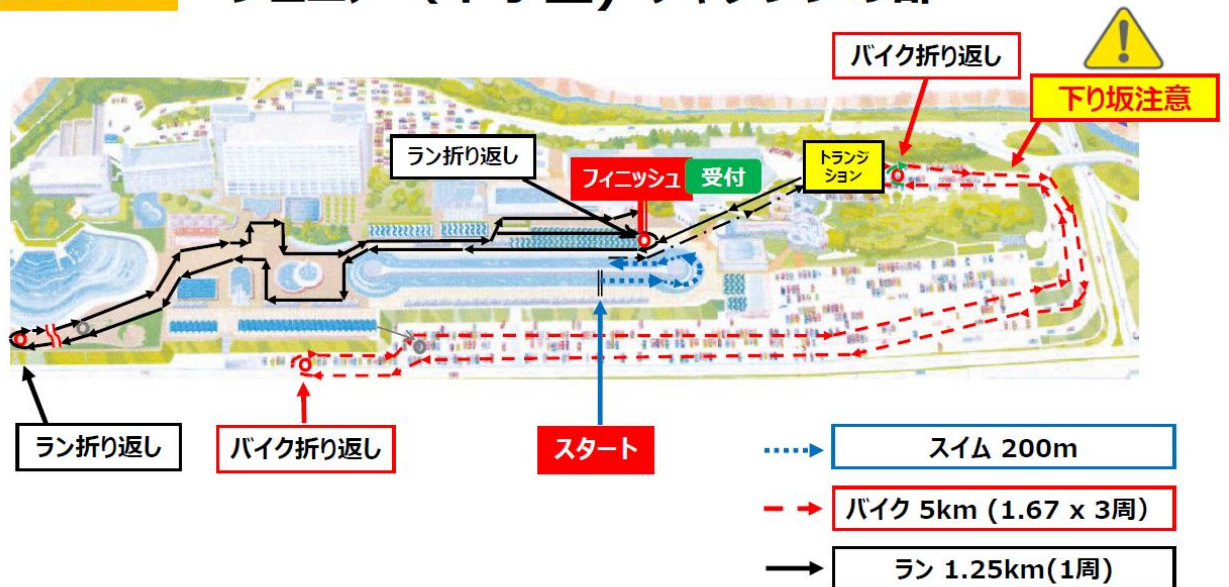 バイク折り返し
下り坂注意
ラン折り返し
フィニッシュ
受付
トランジ
ション
ラン折り返し
バイク折り返し
スタート
スイム 200m
バイク 5km (1.67 x 3周)
ラン 1.25km(1周)